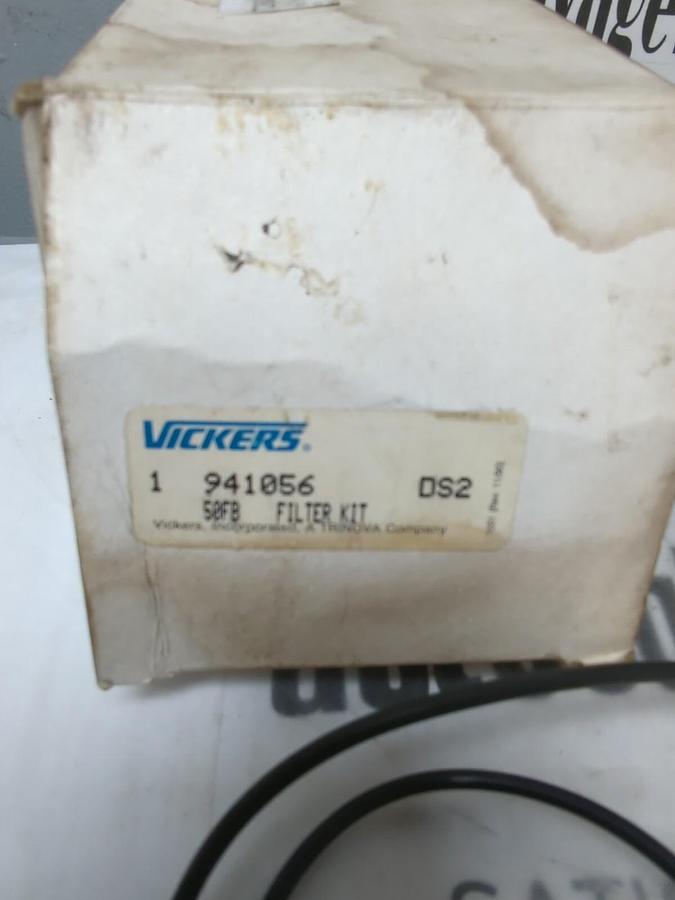 VICKERS®
1 941056 DS2
50FB FILTER KIT
Vickers, Incorporated, A TRINOVA Company